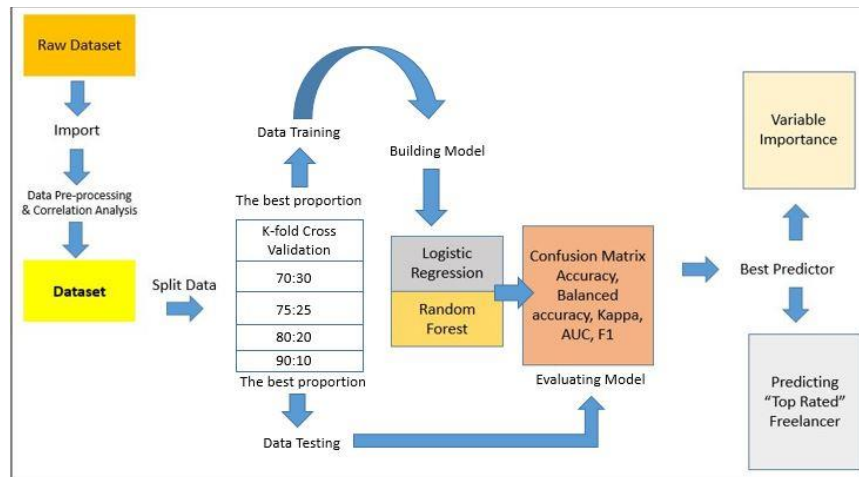 Raw Dataset
Import
Data Pre-processing
& Correlation Analysis
Dataset
Split Data
Data Training
The best proportion
K-fold Cross
Validation
70:30
75:25
80:20
90:10
The best proportion
Data Testing
Building Model
Logistic
Regression
Random
Forest
Confusion Matrix
Accuracy,
Balanced
accuracy, Kappa,
AUC, F1
Evaluating Model
Variable
Importance
Best Predictor
Predicting
“Top Rated”
Freelancer